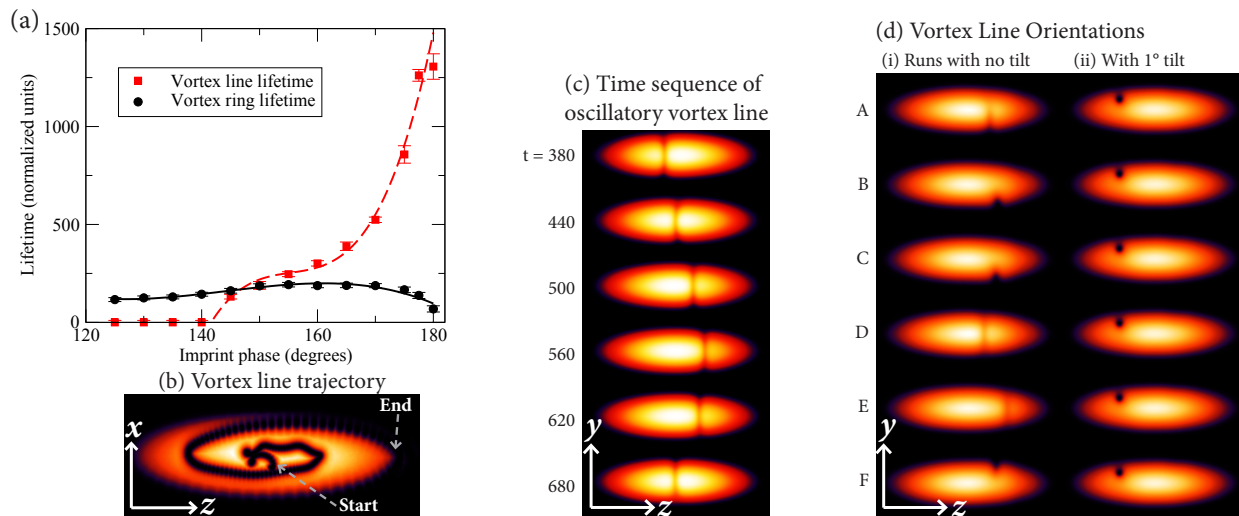 (a)
1500
1000
500
0
Lifetime (normalized units)
Vortex line lifetime
Vortex ring lifetime
120 140 160 180
Imprint phase (degrees)
(b) Vortex line trajectory
x
z
End
Start
(c) Time sequence of
oscillatory vortex line
t = 380
440
500
560
620
680
y
z
(d) Vortex Line Orientations
(i) Runs with no tilt (ii) With 1° tilt
A
B
C
D
E
F
y
z